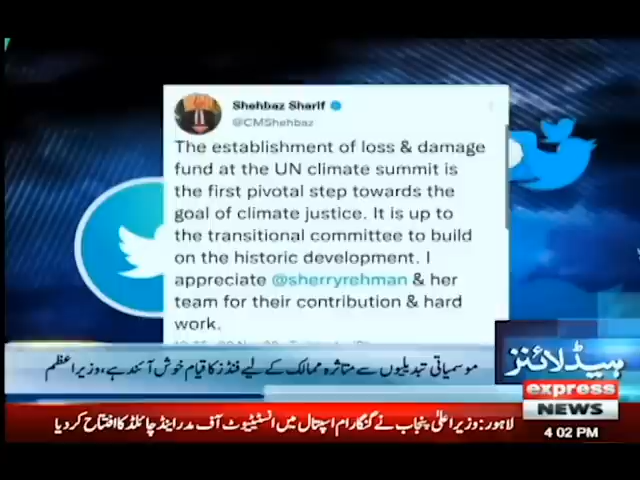 Shehbaz Sharif
@CMShehbaz
The establishment of loss & damage
fund at the UN climate summit is
the first pivotal step towards the
goal of climate justice. It is up to
the transitional committee to build
on the historic development. I
appreciate @sherryrehman & her
team for their contribution & hard
work.
موسمیاتی تبدیلیوں سے متاثرہ ممالک کے لیے فنڈز کا قیام خوش آئند ہے، وزیراعظم
ہیڈلائنز
express
NEWS
لاہور: وزیراعلیٰ پنجاب نے گنگارام اسپتال میں انسٹیٹیوٹ آف مدر اینڈ چائلڈ کا افتتاح کر دیا
4:02 PM